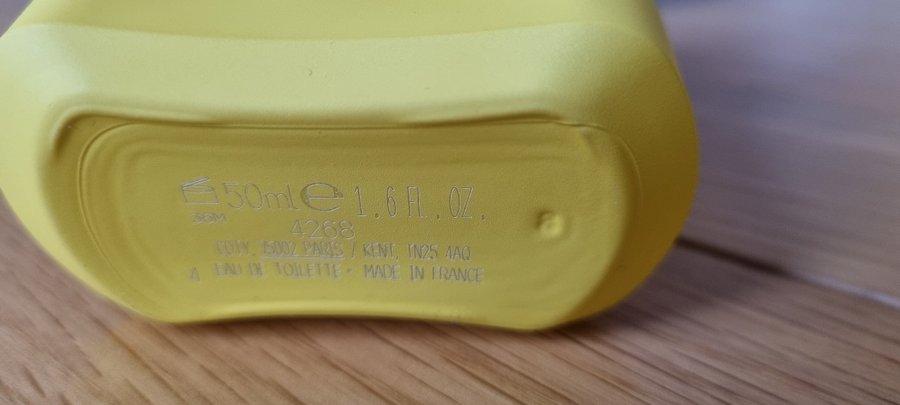 50ml ℮ 1.6 FL. OZ.
36M
4268
COTY, 75002 PARIS / KENT, TN25 4AQ
4 EAU DE TOILETTE - MADE IN FRANCE